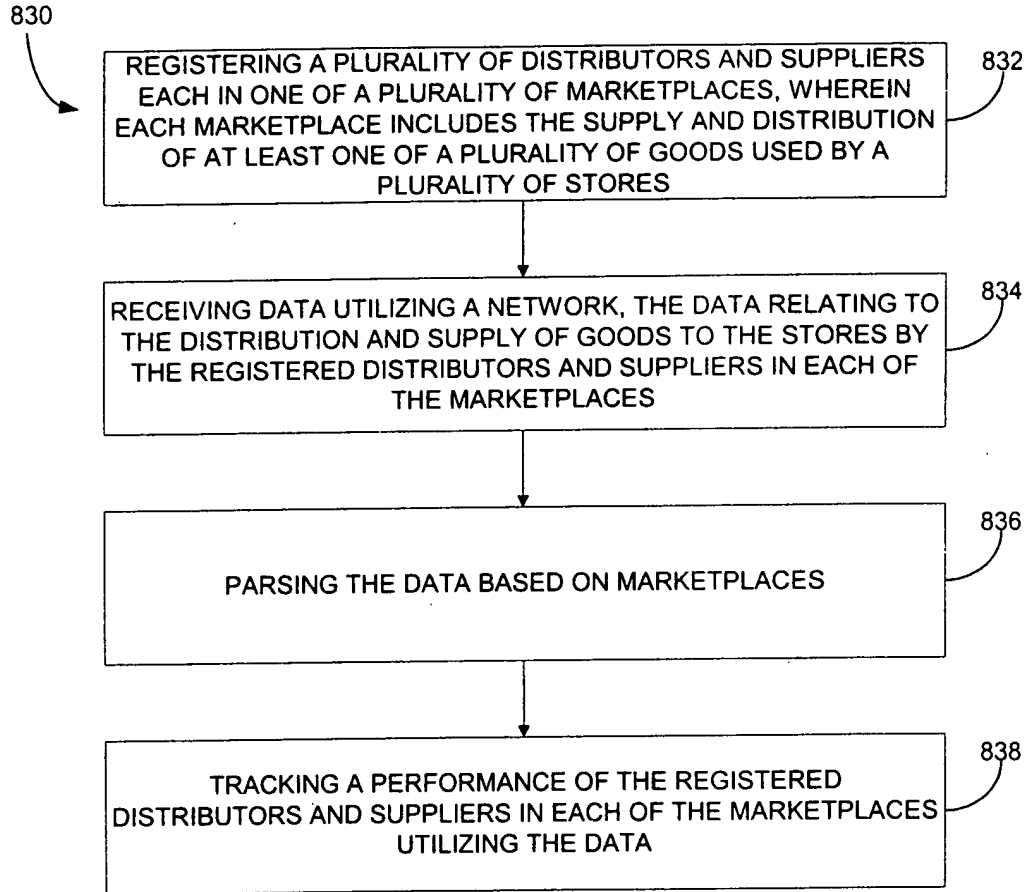 830
REGISTERING A PLURALITY OF DISTRIBUTORS AND SUPPLIERS
EACH IN ONE OF A PLURALITY OF MARKETPLACES, WHEREIN
EACH MARKETPLACE INCLUDES THE SUPPLY AND DISTRIBUTION
OF AT LEAST ONE OF A PLURALITY OF GOODS USED BY A
PLURALITY OF STORES
832
RECEIVING DATA UTILIZING A NETWORK, THE DATA RELATING TO
THE DISTRIBUTION AND SUPPLY OF GOODS TO THE STORES BY
THE REGISTERED DISTRIBUTORS AND SUPPLIERS IN EACH OF
THE MARKETPLACES
834
PARSING THE DATA BASED ON MARKETPLACES
836
TRACKING A PERFORMANCE OF THE REGISTERED
DISTRIBUTORS AND SUPPLIERS IN EACH OF THE MARKETPLACES
UTILIZING THE DATA
838